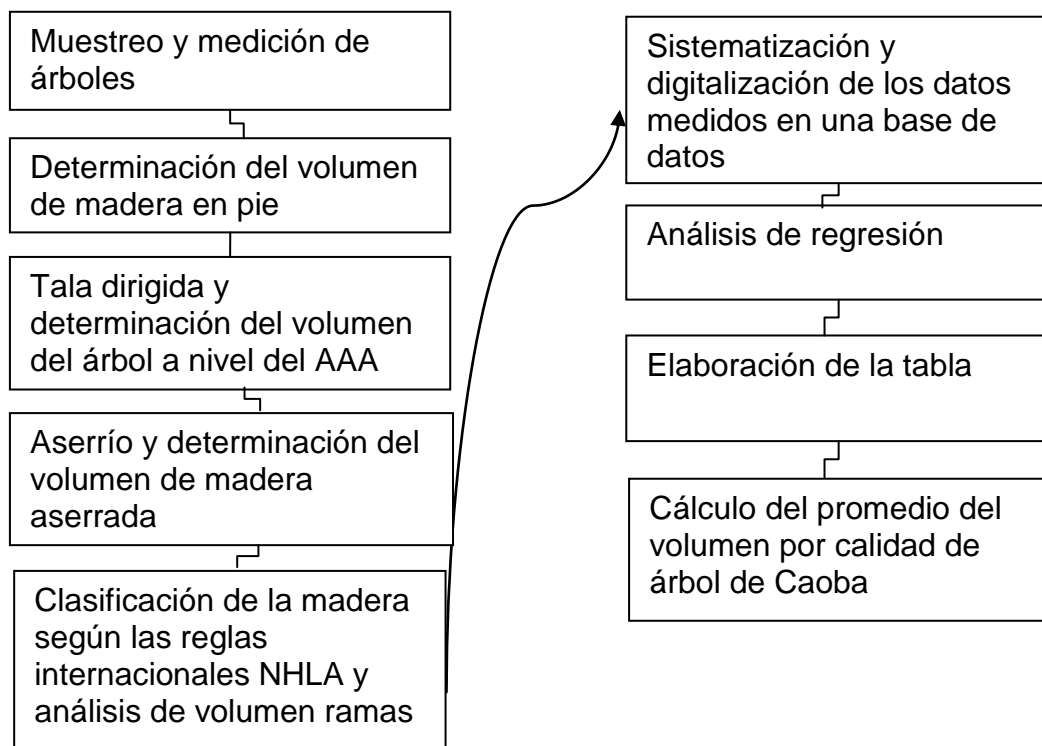 Muestreo y medición de
árboles
Determinación del volumen
de madera en pie
Tala dirigida y
determinación del volumen
del árbol a nivel del AAA
Aserrío y determinación del
volumen de madera
aserrada
Clasificación de la madera
según las reglas
internacionales NHLA y
análisis de volumen ramas
Sistematización y
digitalización de los datos
medidos en una base de
datos
Análisis de regresión
Elaboración de la tabla
Cálculo del promedio del
volumen por calidad de
árbol de Caoba